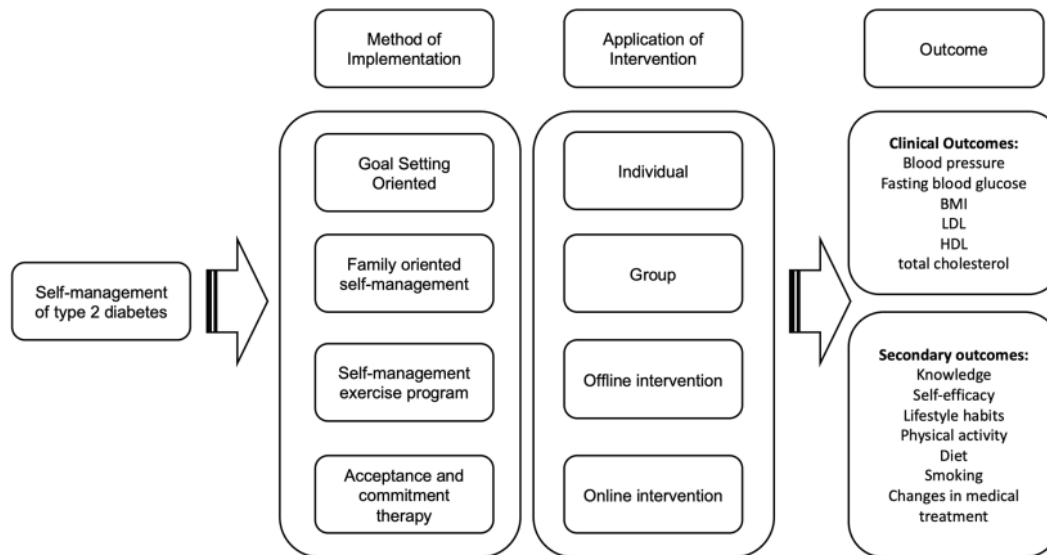 Method of
Implementation
Application of
Intervention
Outcome
Self-management
of type 2 diabetes
Goal Setting
Oriented
Family oriented
self-management
Self-management
exercise program
Acceptance and
commitment
therapy
Individual
Group
Offline intervention
Online intervention
Clinical Outcomes:
Blood pressure
Fasting blood glucose
BMI
LDL
HDL
total cholesterol
Secondary outcomes:
Knowledge
Self-efficacy
Lifestyle habits
Physical activity
Diet
Smoking
Changes in medical
treatment